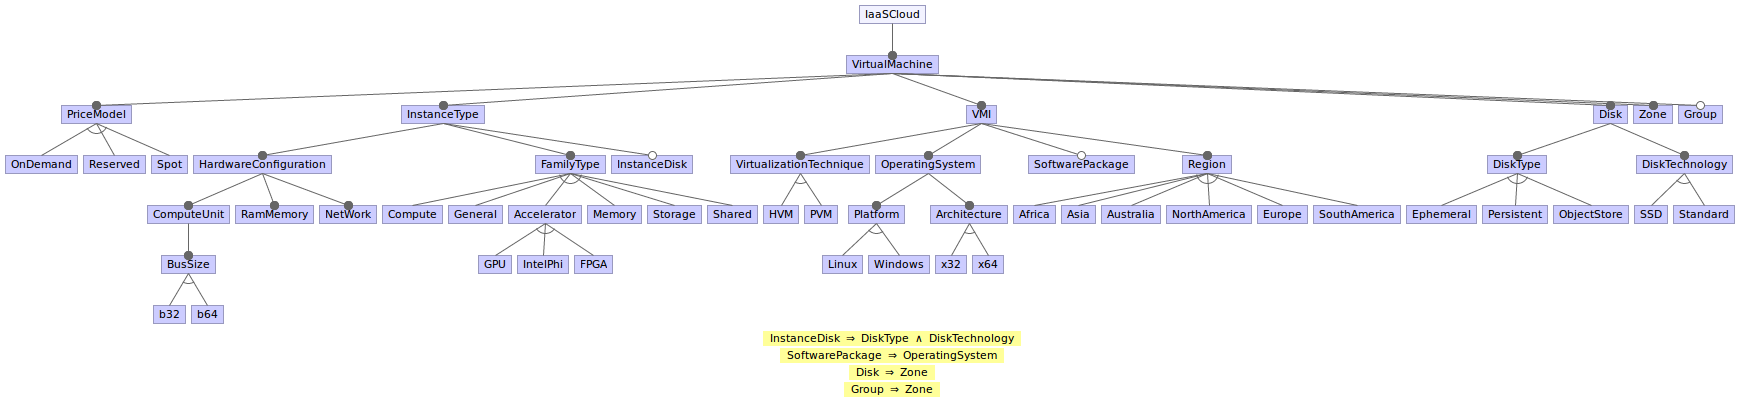 IaaSCloud
VirtualMachine
PriceModel InstanceType VMI Disk Zone Group
OnDemand Reserved Spot HardwareConfiguration FamilyType InstanceDisk VirtualizationTechnique OperatingSystem SoftwarePackage Region DiskType DiskTechnology
ComputeUnit RamMemory NetWork Compute General Accelerator Memory Storage Shared HVM PVM Platform Architecture Africa Asia Australia NorthAmerica Europe SouthAmerica Ephemeral Persistent ObjectStore SSD Standard
BusSize GPU IntelPhi FPGA Linux Windows x32 x64
b32 b64
InstanceDisk ⇒ DiskType ∧ DiskTechnology
SoftwarePackage ⇒ OperatingSystem
Disk ⇒ Zone
Group ⇒ Zone